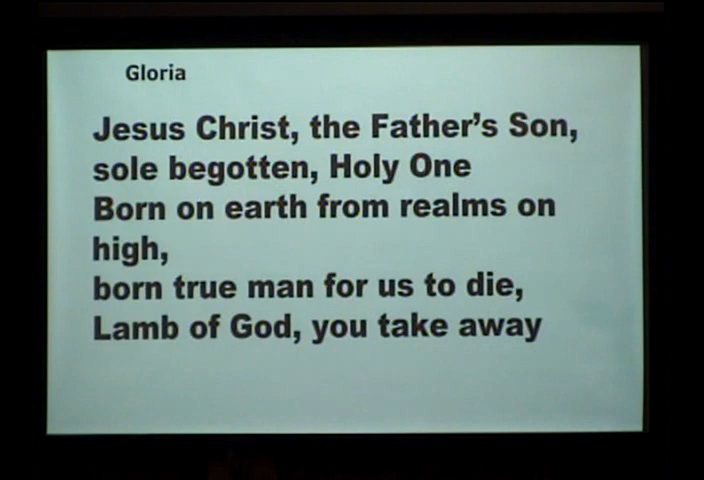 Gloria
Jesus Christ, the Father's Son,
sole begotten, Holy One
Born on earth from realms on
high,
born true man for us to die,
Lamb of God, you take away